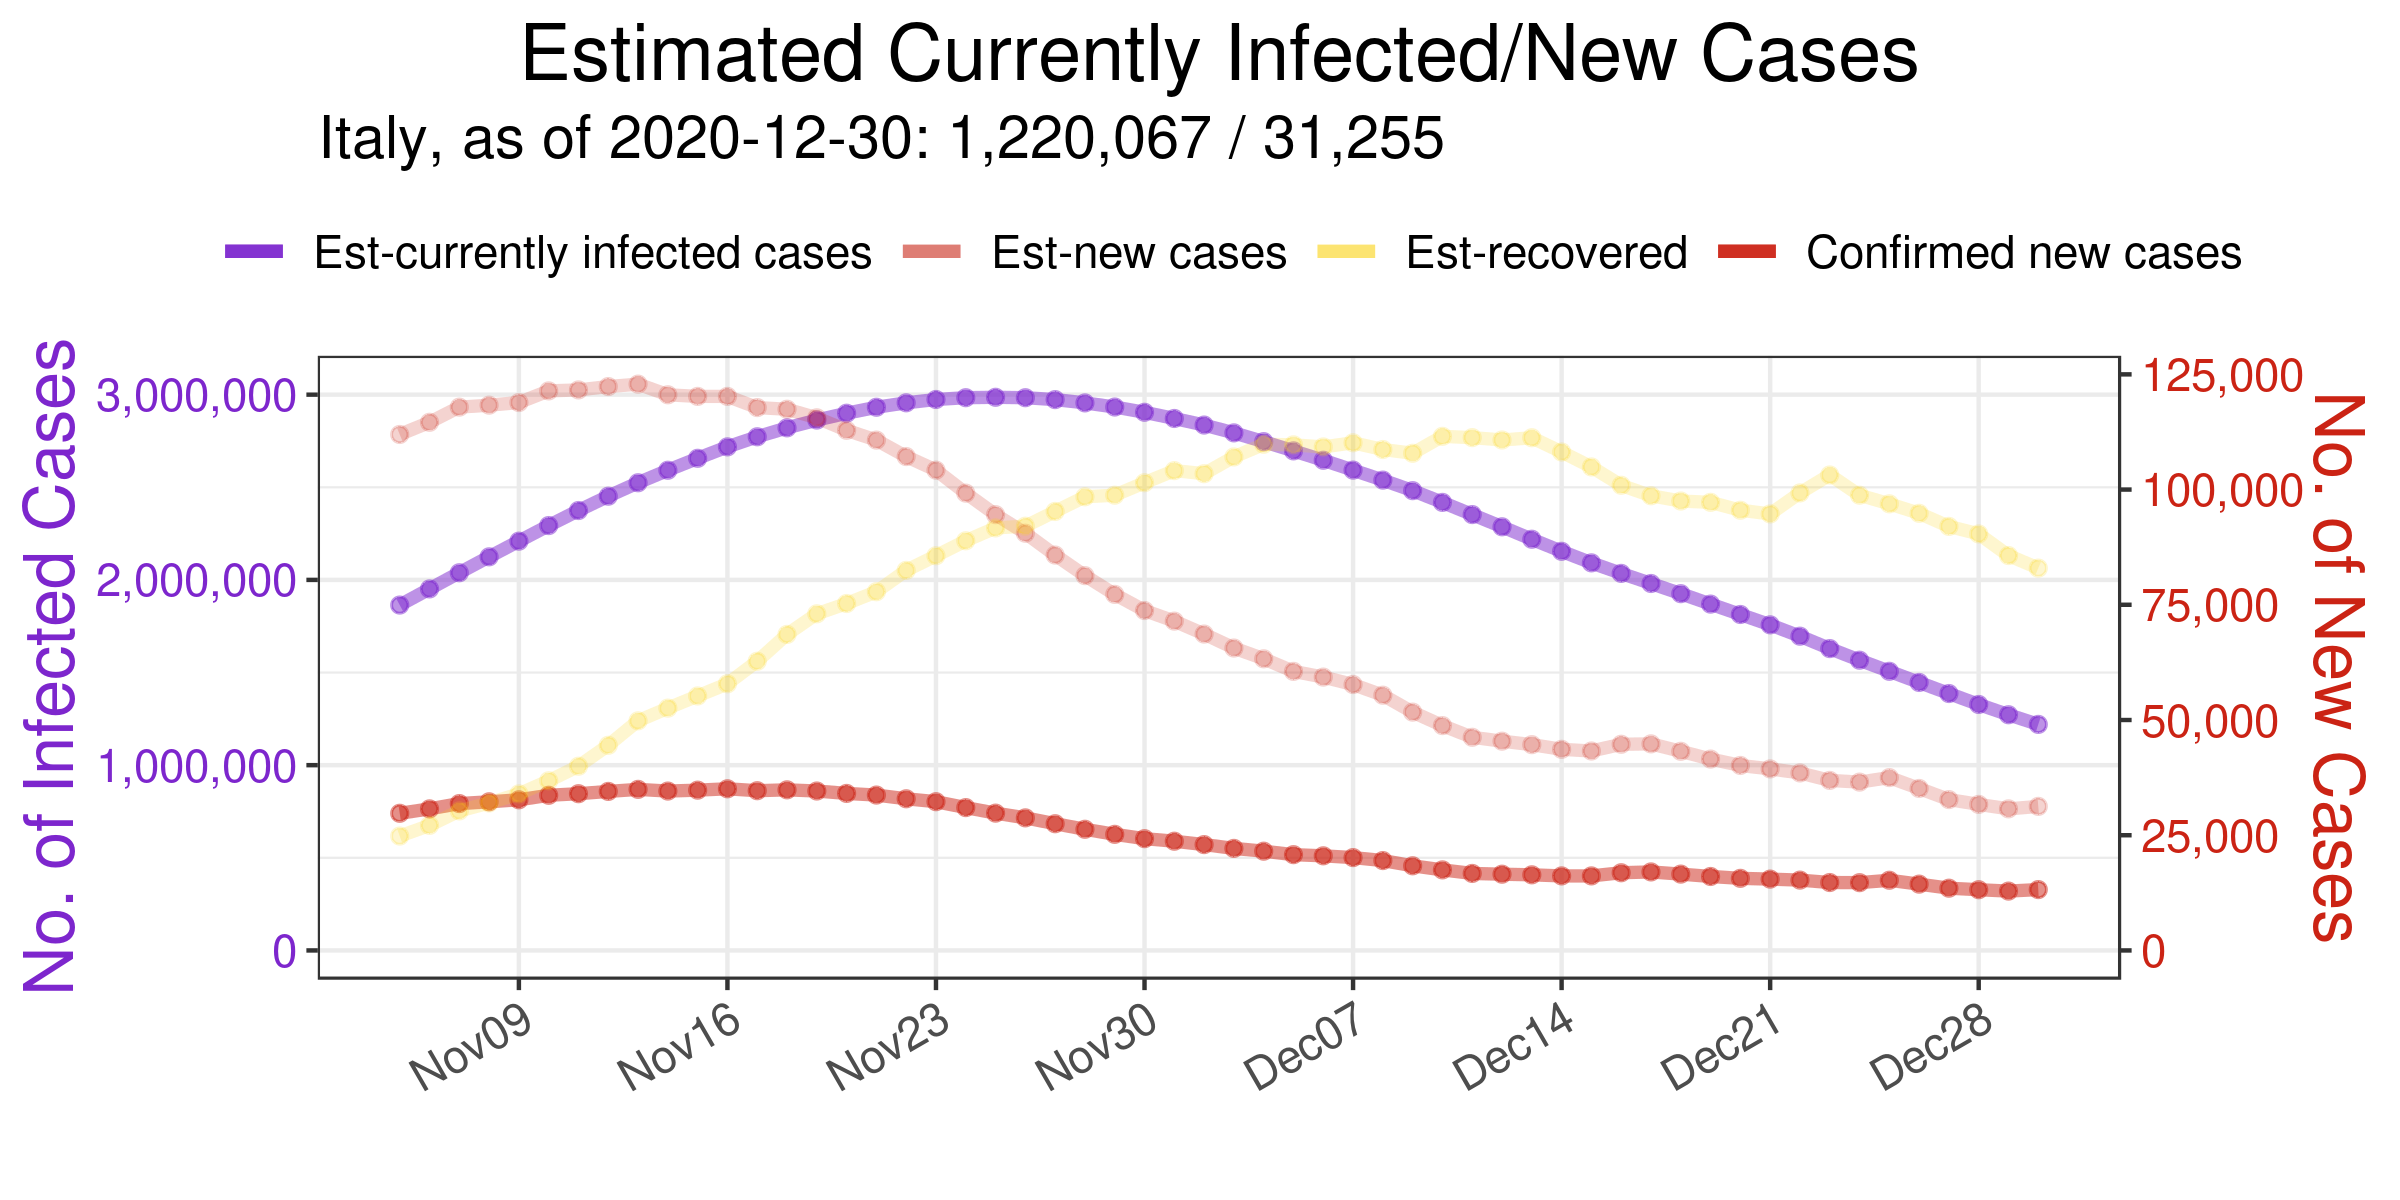 Estimated Currently Infected/New Cases
Italy, as of 2020-12-30: 1,220,067 / 31,255
Est-currently infected cases Est-new cases Est-recovered Confirmed new cases
No. of Infected Cases
3,000,000
2,000,000
1,000,000
0
125,000
100,000
75,000
50,000
25,000
0
No. of New Cases
Nov09 Nov16 Nov23 Nov30 Dec07 Dec14 Dec21 Dec28